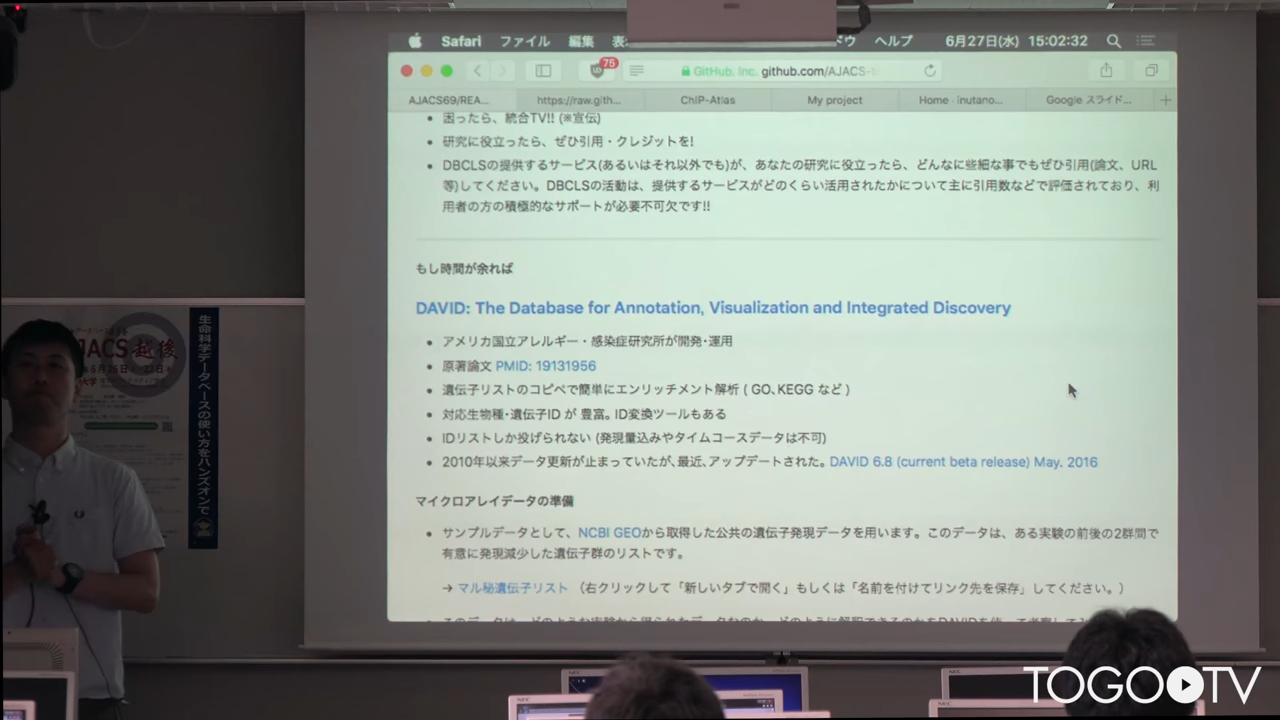 Safari ファイル 編集 表 ドウ ヘルプ 6月27日(水) 15:02:32
75 GitHub, Inc. github.com/AJACS-t
AJACS69/REA... https://raw.gith... ChIP-Atlas My project Home · inutano... Google スライド... +
• 困ったら、統合TV!! (※宣伝)
• 研究に役立ったら、ぜひ引用・クレジットを!
• DBCLSの提供するサービス(あるいはそれ以外でも)が、あなたの研究に役立ったら、どんなに些細な事でもぜひ引用(論文、URL
等)してください。DBCLSの活動は、提供するサービスがどのくらい活用されたかについて主に引用数などで評価されており、利
用者の方の積極的なサポートが必要不可欠です!!
もし時間が余れば
DAVID: The Database for Annotation, Visualization and Integrated Discovery
• アメリカ国立アレルギー・感染症研究所が開発・運用
• 原著論文 PMID: 19131956
• 遺伝子リストのコピペで簡単にエンリッチメント解析 ( GO、KEGG など )
• 対応生物種・遺伝子ID が 豊富。ID変換ツールもある
• IDリストしか投げられない (発現量込みやタイムコースデータは不可)
• 2010年以来データ更新が止まっていたが、最近、アップデートされた。DAVID 6.8 (current beta release) May. 2016
マイクロアレイデータの準備
• サンプルデータとして、NCBI GEOから取得した公共の遺伝子発現データを用います。このデータは、ある実験の前後の2群間で
有意に発現減少した遺伝子群のリストです。
→ マル秘遺伝子リスト （右クリックして「新しいタブで開く」もしくは「名前を付けてリンク先を保存」してください。）
AJACS 越後
生命科学データベースの使い方をハンズオンで
NEC
NEC
NEC
NEC
TOGO TV